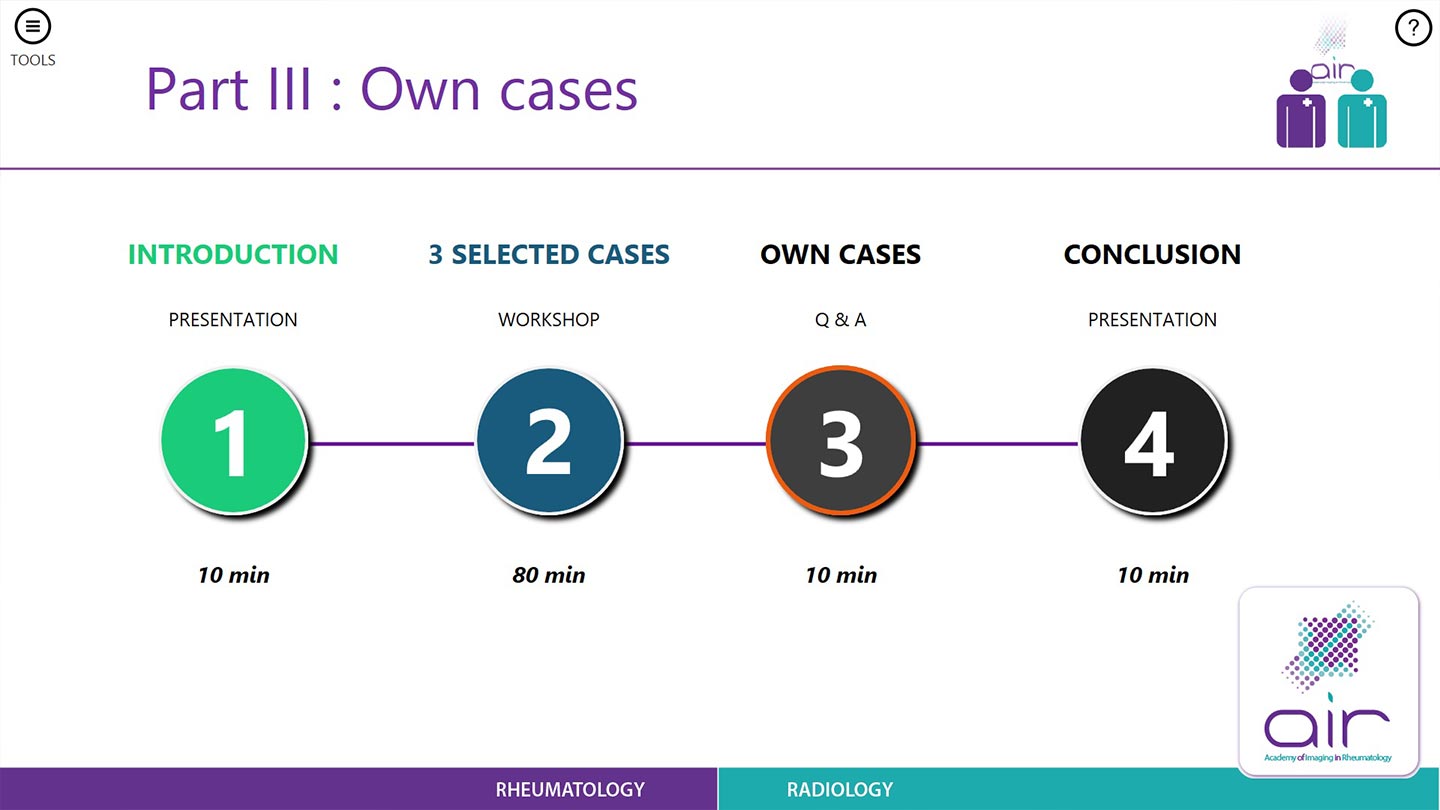 TOOLS
?
air
Part III : Own cases
INTRODUCTION
3 SELECTED CASES
OWN CASES
CONCLUSION
PRESENTATION
WORKSHOP
Q & A
PRESENTATION
1
2
3
4
10 min
80 min
10 min
10 min
air
Academy of Imaging in Rheumatology
RHEUMATOLOGY
RADIOLOGY